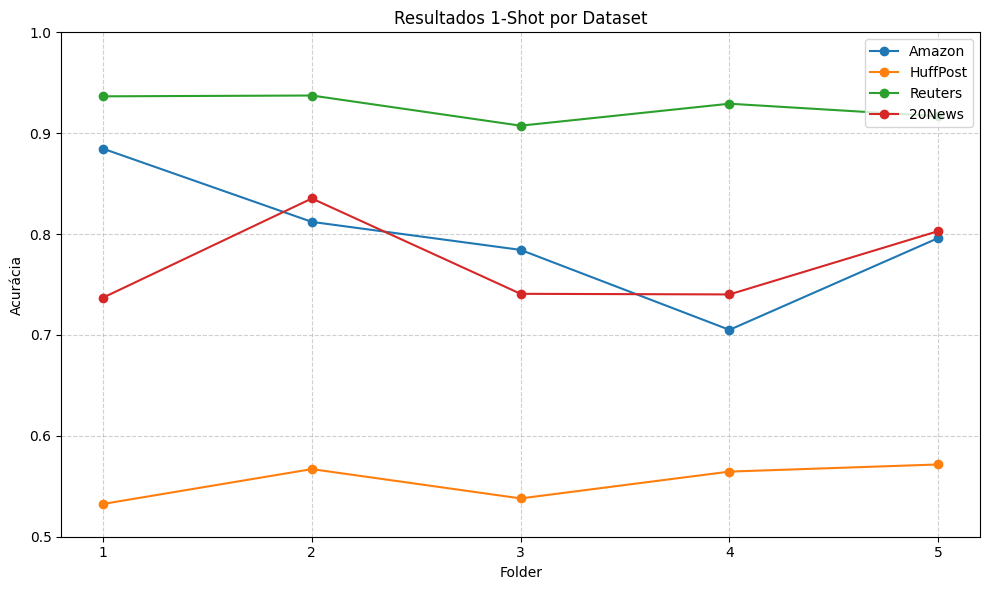 Resultados 1-Shot por Dataset
Acurácia
1.0
0.9
0.8
0.7
0.6
0.5
Amazon
HuffPost
Reuters
20News
1 2 3 4 5
Folder